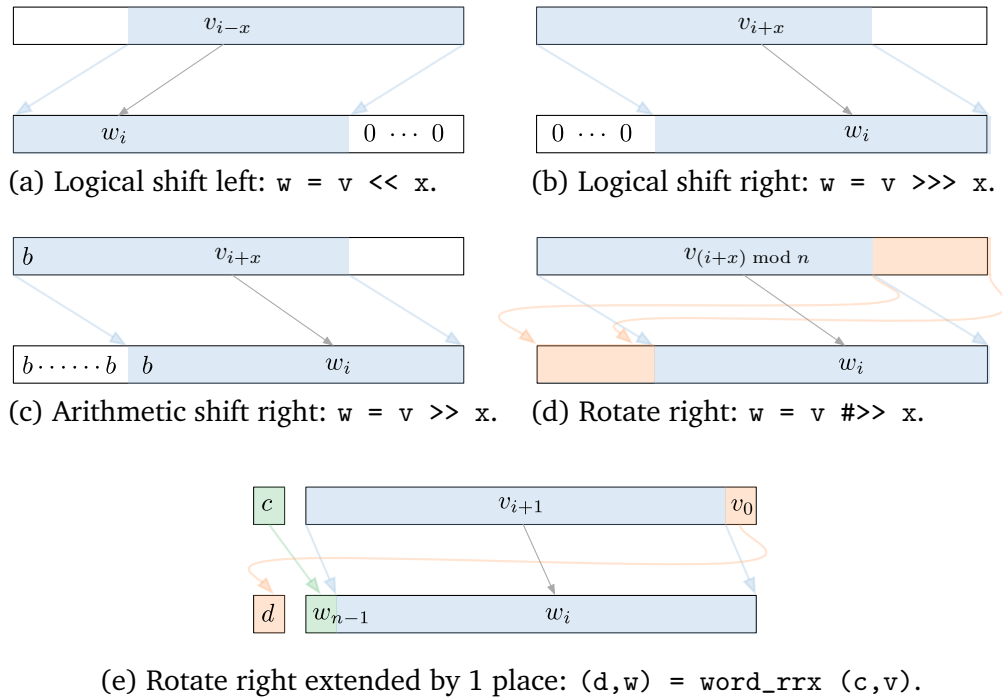 v_{i−x} v_{i+x}
w_i 0 ⋯ 0 0 ⋯ 0 w_i
(a) Logical shift left: w = v << x. (b) Logical shift right: w = v >>> x.
b v_{i+x} v_{(i+x) mod n}
b⋯⋯b b w_i w_i
(c) Arithmetic shift right: w = v >> x. (d) Rotate right: w = v #>> x.
c v_{i+1} v_0
d w_{n−1} w_i
(e) Rotate right extended by 1 place: (d,w) = word_rrx (c,v).